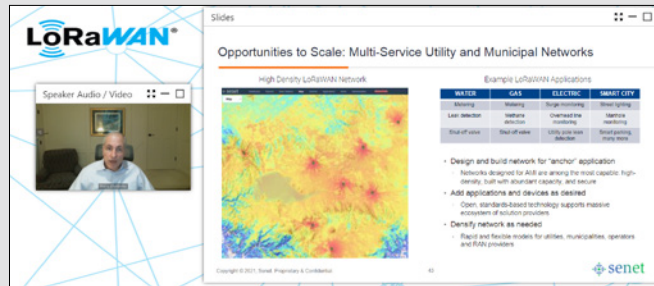 LoRaWAN®
Speaker Audio / Video
Slides
Opportunities to Scale: Multi-Service Utility and Municipal Networks
High Density LoRaWAN Network
Example LoRaWAN Applications
WATER GAS ELECTRIC SMART CITY
Metering Metering Surge monitoring Street lighting
Leak detection Methane detection Overhead line monitoring Manhole monitoring
Shut-off valve Shut-off valve Utility pole lean detection Smart parking, many more
• Design and build network for "anchor" application
Networks designed for AMI are among the most capable: high-
density, built with abundant capacity, and secure
• Add applications and devices as desired
Open, standards-based technology supports massive
ecosystem of solution providers
• Densify network as needed
Rapid and flexible models for utilities, municipalities, operators
and RAN providers
Copyright © 2021, Senet. Proprietary & Confidential.
senet